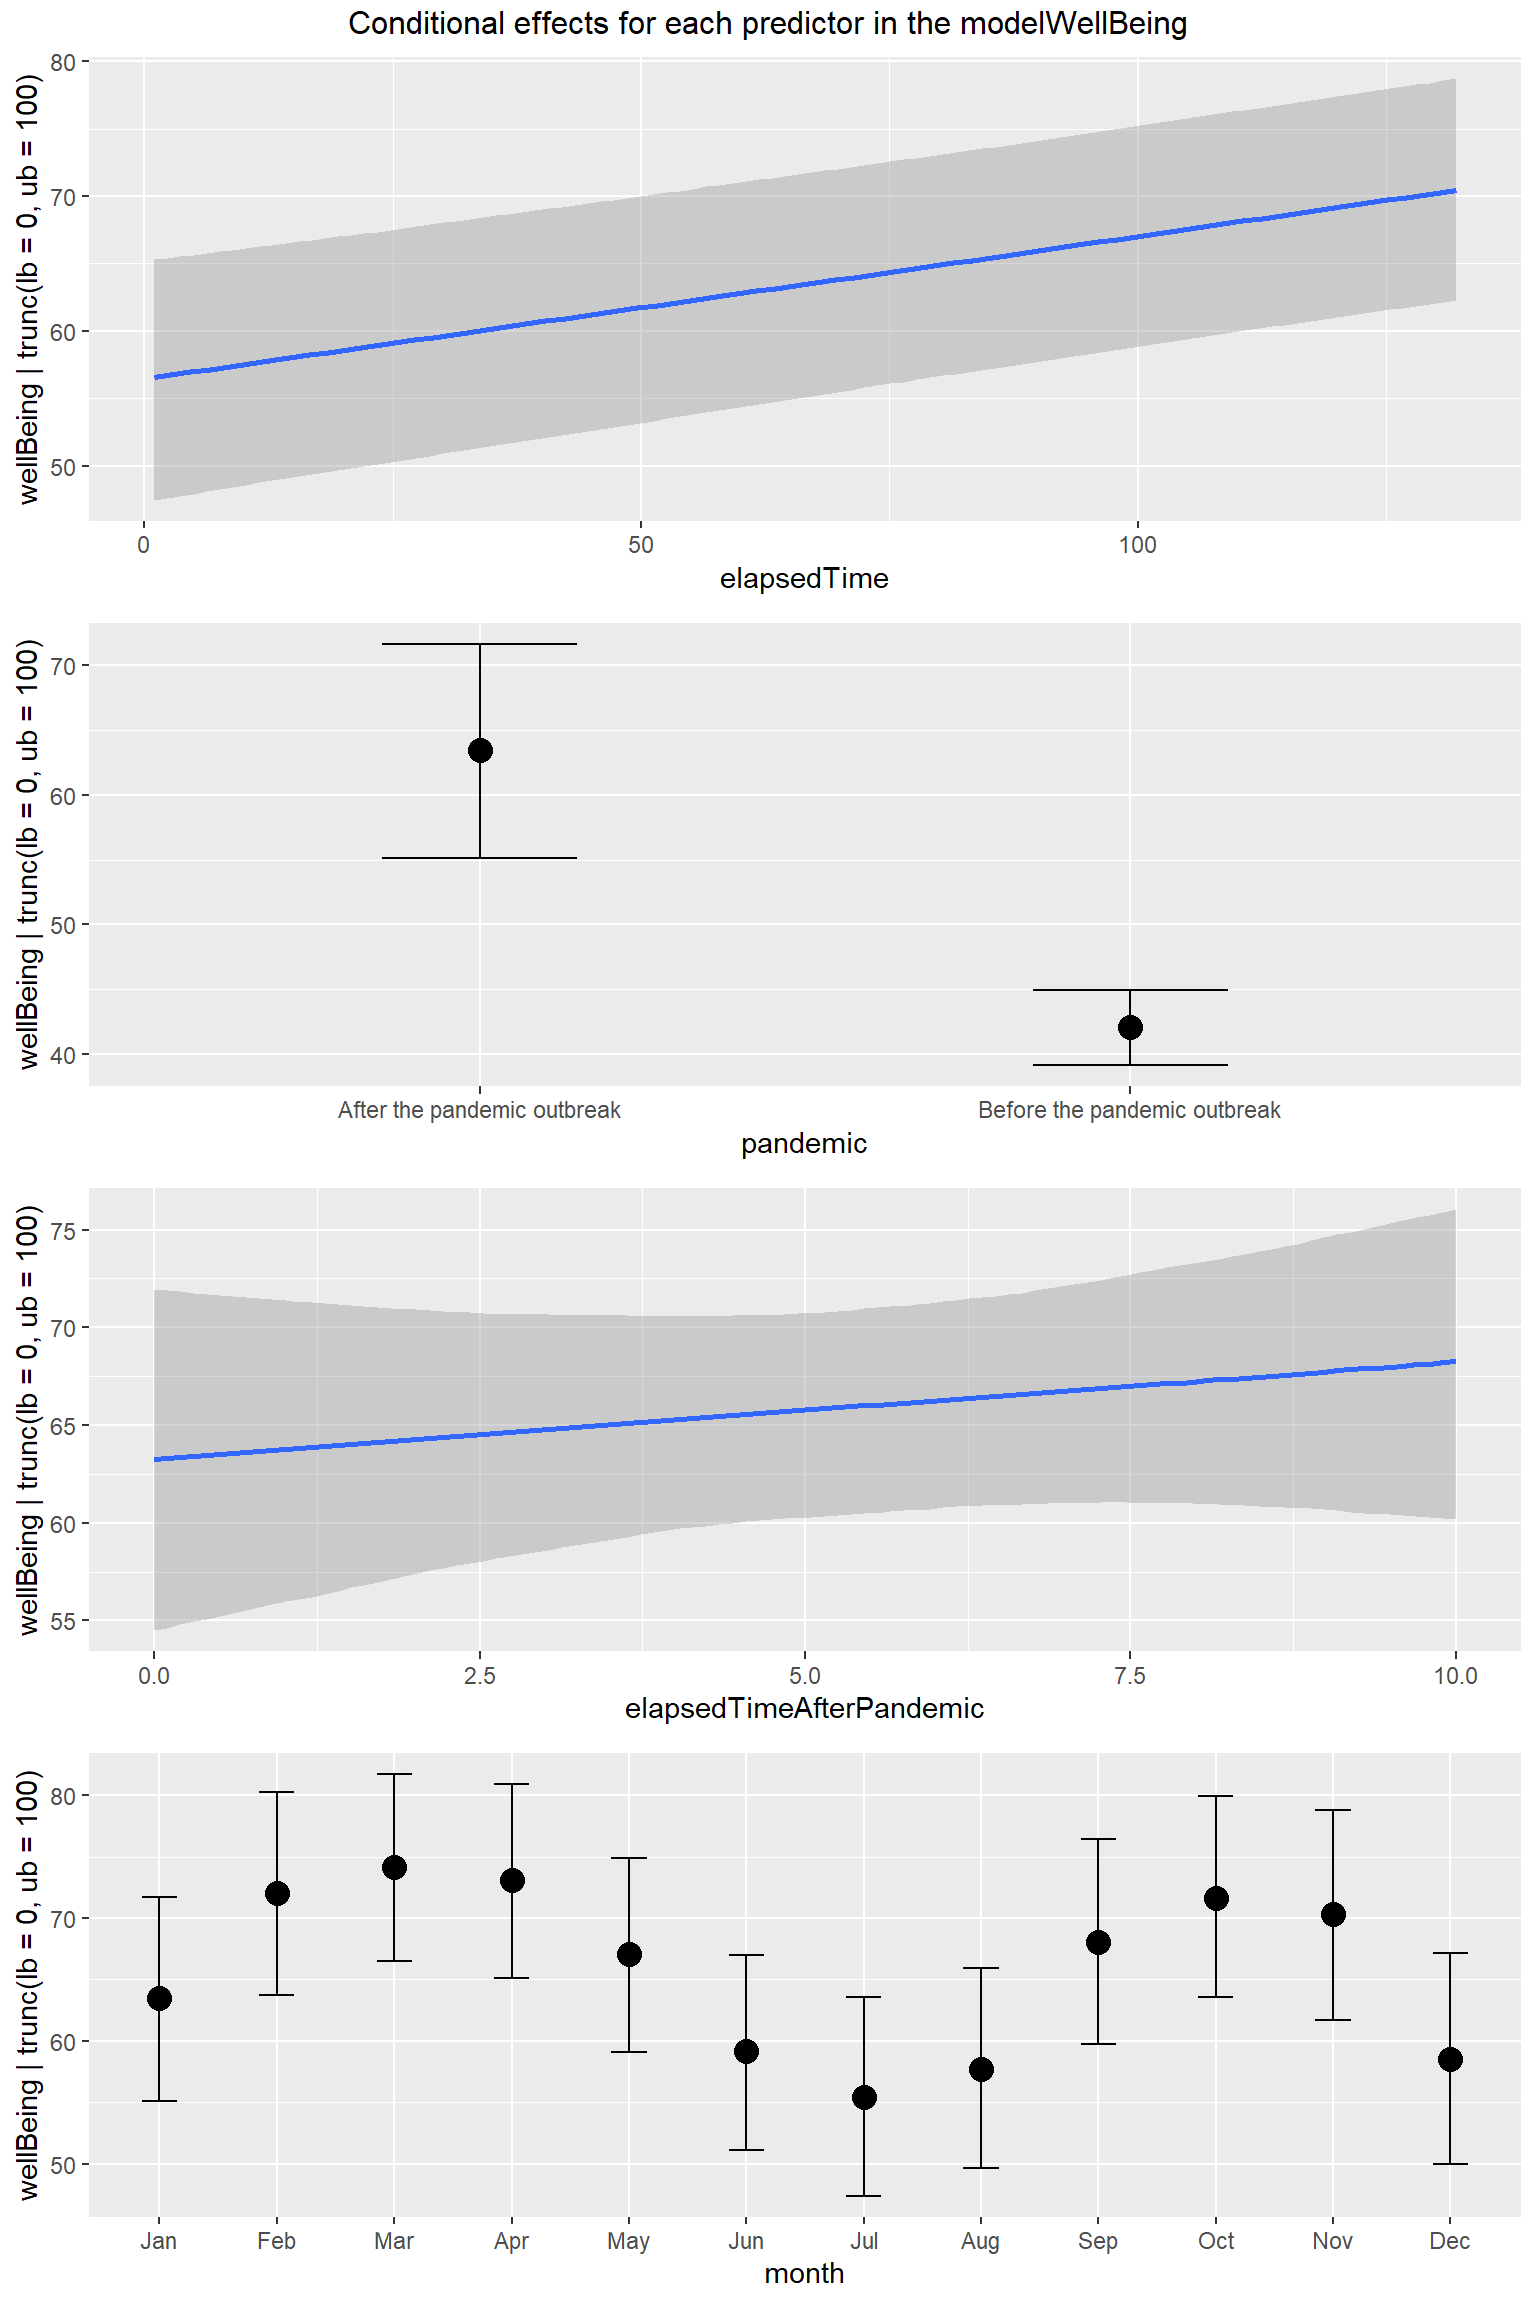 Conditional effects for each predictor in the modelWellBeing
wellBeing | trunc(lb = 0, ub = 100)
80
70
60
50
0 50 100
elapsedTime
wellBeing | trunc(lb = 0, ub = 100)
70
60
50
40
After the pandemic outbreak Before the pandemic outbreak
pandemic
wellBeing | trunc(lb = 0, ub = 100)
75
70
65
60
55
0.0 2.5 5.0 7.5 10.0
elapsedTimeAfterPandemic
wellBeing | trunc(lb = 0, ub = 100)
80
70
60
50
Jan Feb Mar Apr May Jun Jul Aug Sep Oct Nov Dec
month